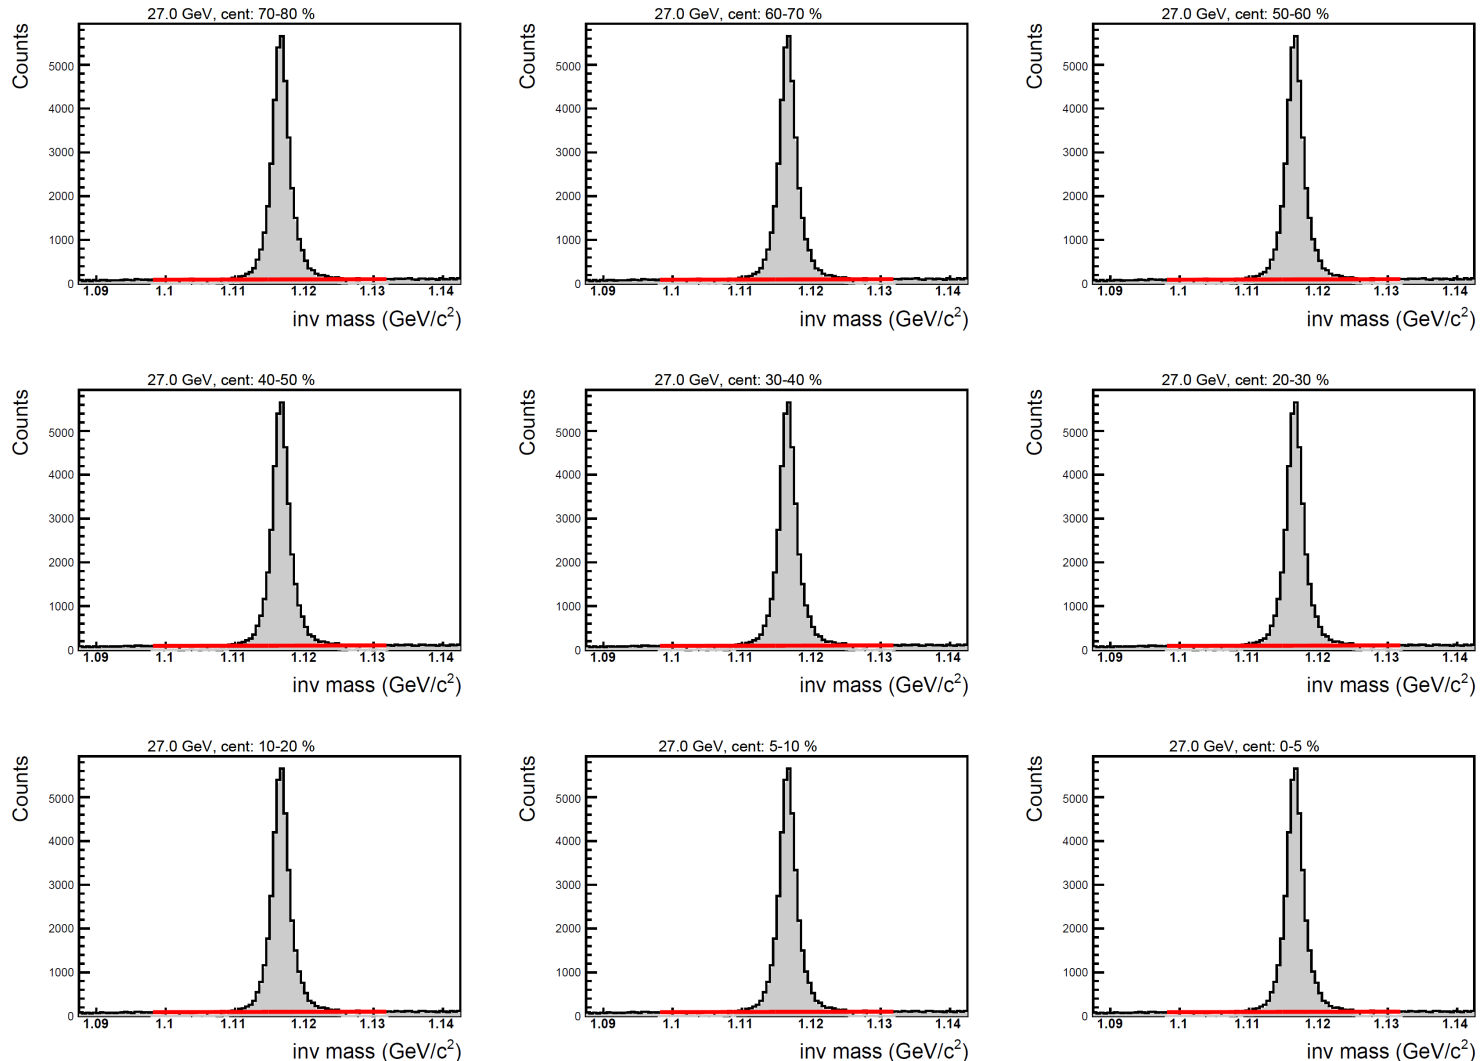 27.0 GeV, cent: 70-80 %
Counts
5000
4000
3000
2000
1000
0
1.09 1.1 1.11 1.12 1.13 1.14
inv mass (GeV/c²)
27.0 GeV, cent: 60-70 %
Counts
5000
4000
3000
2000
1000
0
1.09 1.1 1.11 1.12 1.13 1.14
inv mass (GeV/c²)
27.0 GeV, cent: 50-60 %
Counts
5000
4000
3000
2000
1000
0
1.09 1.1 1.11 1.12 1.13 1.14
inv mass (GeV/c²)
27.0 GeV, cent: 40-50 %
Counts
5000
4000
3000
2000
1000
0
1.09 1.1 1.11 1.12 1.13 1.14
inv mass (GeV/c²)
27.0 GeV, cent: 30-40 %
Counts
5000
4000
3000
2000
1000
0
1.09 1.1 1.11 1.12 1.13 1.14
inv mass (GeV/c²)
27.0 GeV, cent: 20-30 %
Counts
5000
4000
3000
2000
1000
0
1.09 1.1 1.11 1.12 1.13 1.14
inv mass (GeV/c²)
27.0 GeV, cent: 10-20 %
Counts
5000
4000
3000
2000
1000
0
1.09 1.1 1.11 1.12 1.13 1.14
inv mass (GeV/c²)
27.0 GeV, cent: 5-10 %
Counts
5000
4000
3000
2000
1000
0
1.09 1.1 1.11 1.12 1.13 1.14
inv mass (GeV/c²)
27.0 GeV, cent: 0-5 %
Counts
5000
4000
3000
2000
1000
0
1.09 1.1 1.11 1.12 1.13 1.14
inv mass (GeV/c²)